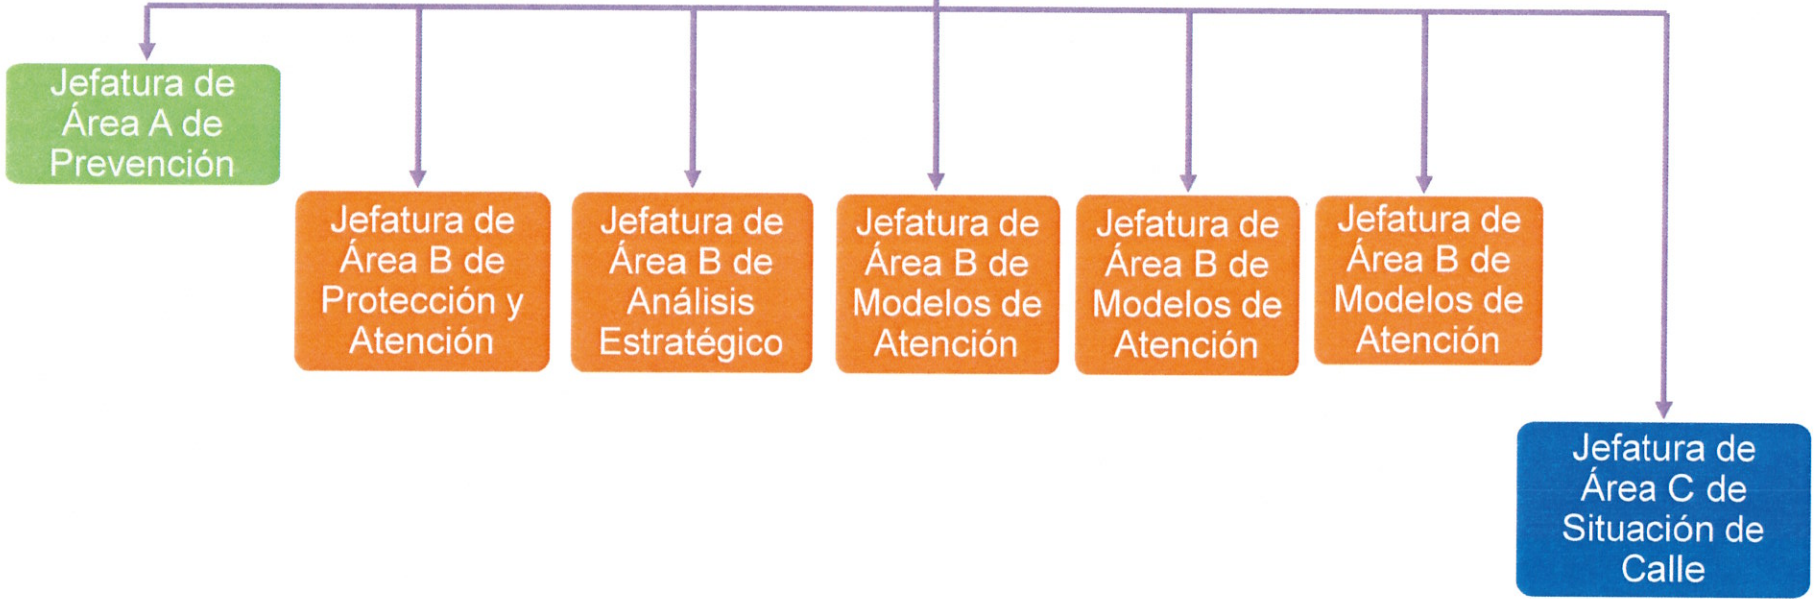 Jefatura de
Área A de
Prevención
Jefatura de
Área B de
Protección y
Atención
Jefatura de
Área B de
Análisis
Estratégico
Jefatura de
Área B de
Modelos de
Atención
Jefatura de
Área B de
Modelos de
Atención
Jefatura de
Área B de
Modelos de
Atención
Jefatura de
Área C de
Situación de
Calle